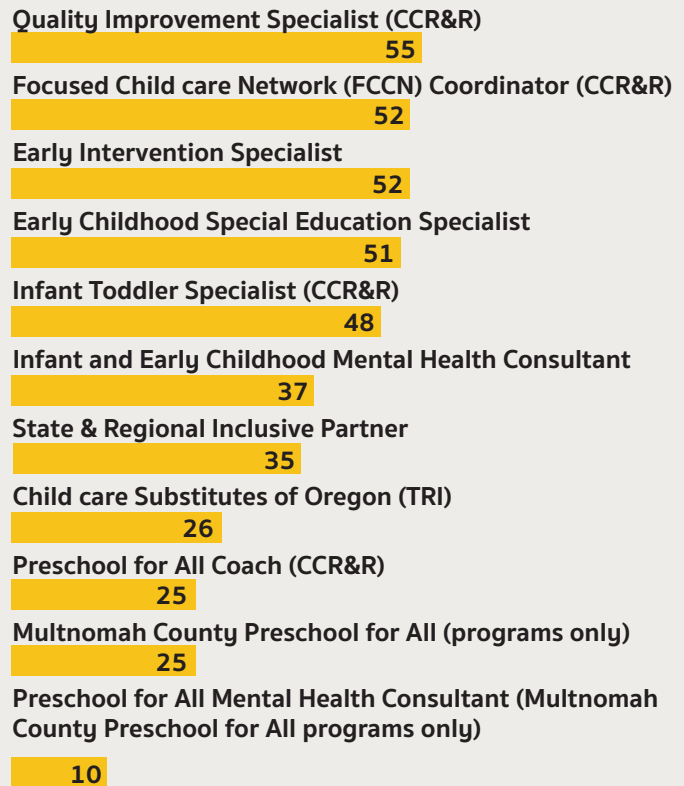 Quality Improvement Specialist (CCR&R)
55
Focused Child care Network (FCCN) Coordinator (CCR&R)
52
Early Intervention Specialist
52
Early Childhood Special Education Specialist
51
Infant Toddler Specialist (CCR&R)
48
Infant and Early Childhood Mental Health Consultant
37
State & Regional Inclusive Partner
35
Child care Substitutes of Oregon (TRI)
26
Preschool for All Coach (CCR&R)
25
Multnomah County Preschool for All (programs only)
25
Preschool for All Mental Health Consultant (Multnomah
County Preschool for All programs only)
10